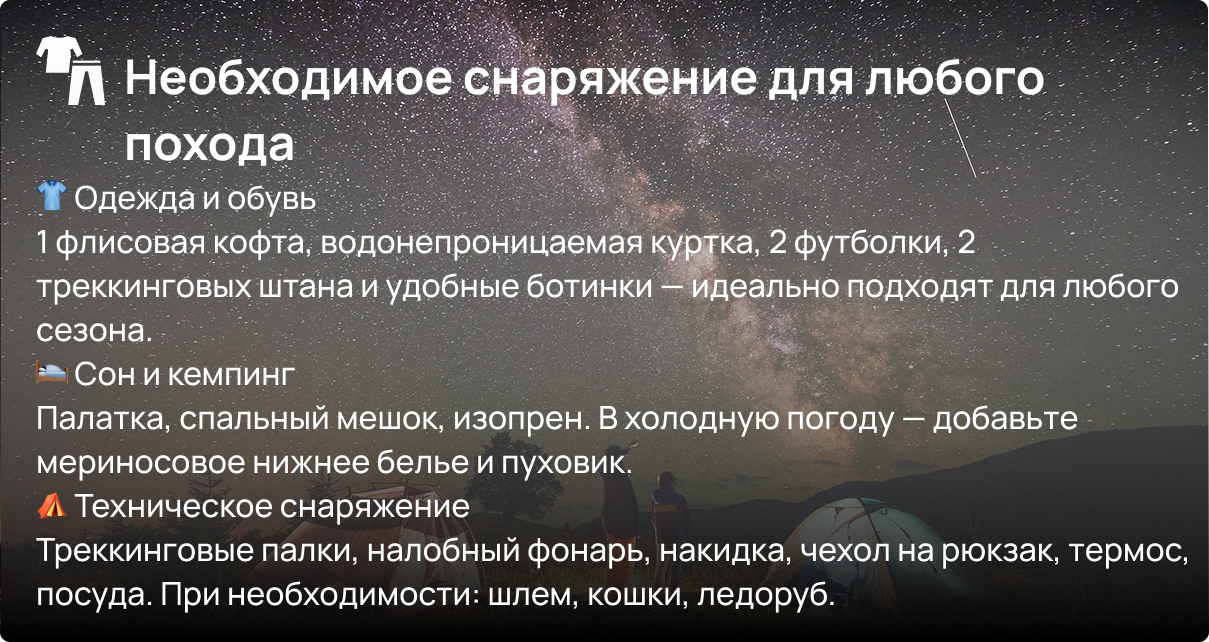 Необходимое снаряжение для любого
похода
👕 Одежда и обувь
1 флисовая кофта, водонепроницаемая куртка, 2 футболки, 2
треккинговых штана и удобные ботинки — идеально подходят для любого
сезона.
🛌 Сон и кемпинг
Палатка, спальный мешок, изопрен. В холодную погоду — добавьте
мериносовое нижнее белье и пуховик.
⛺ Техническое снаряжение
Треккинговые палки, налобный фонарь, накидка, чехол на рюкзак, термос,
посуда. При необходимости: шлем, кошки, ледоруб.